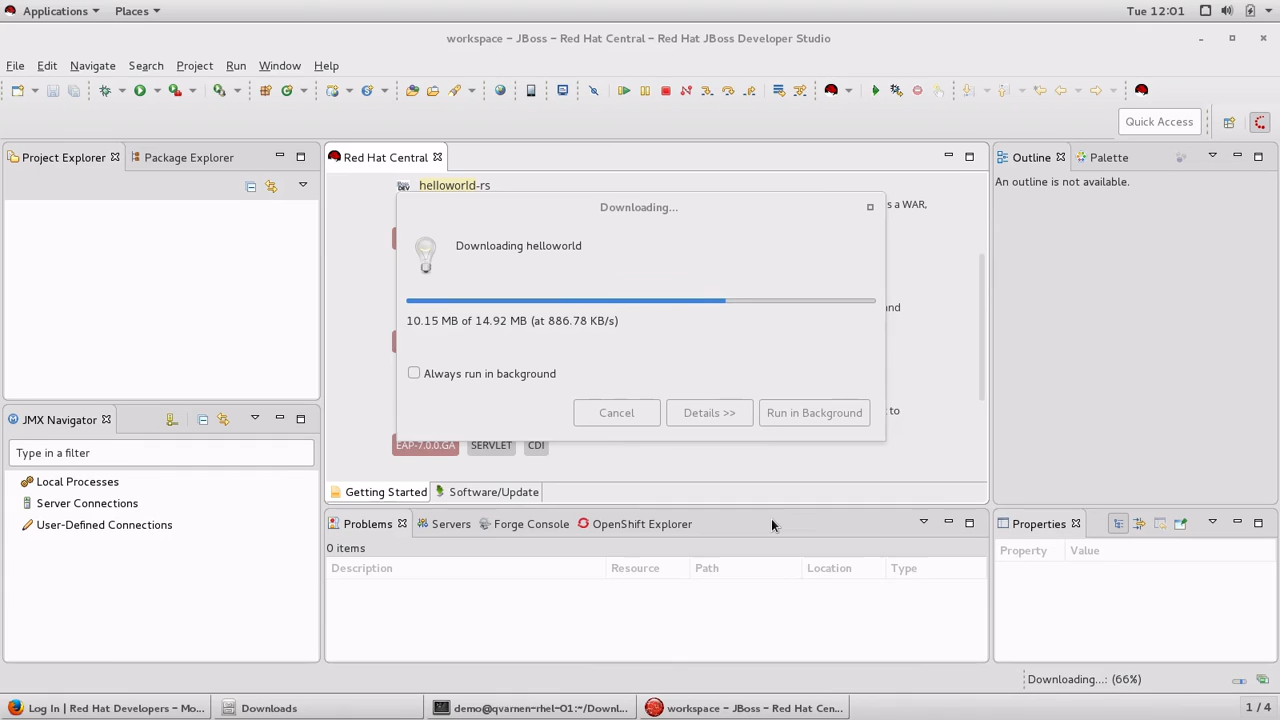 Applications Places Tue 12:01
workspace – JBoss – Red Hat Central – Red Hat JBoss Developer Studio
File Edit Navigate Search Project Run Window Help
Quick Access
Project Explorer Package Explorer
Red Hat Central
Outline Palette
An outline is not available.
helloworld-rs
s a WAR,
Downloading...
Downloading helloworld
10.15 MB of 14.92 MB (at 886.78 KB/s)
and
Always run in background
Cancel Details >> Run in Background
to
EAP-7.0.0.GA SERVLET CDI
JMX Navigator
Type in a filter
Local Processes
Server Connections
User-Defined Connections
Getting Started Software/Update
Problems Servers Forge Console OpenShift Explorer
0 items
Description Resource Path Location Type
Properties
Property Value
Downloading...: (66%)
Log In | Red Hat Developers – Mo...
Downloads
demo@qvarnen-rhel-01:~/Downl...
workspace – JBoss – Red Hat Cen...
1 / 4